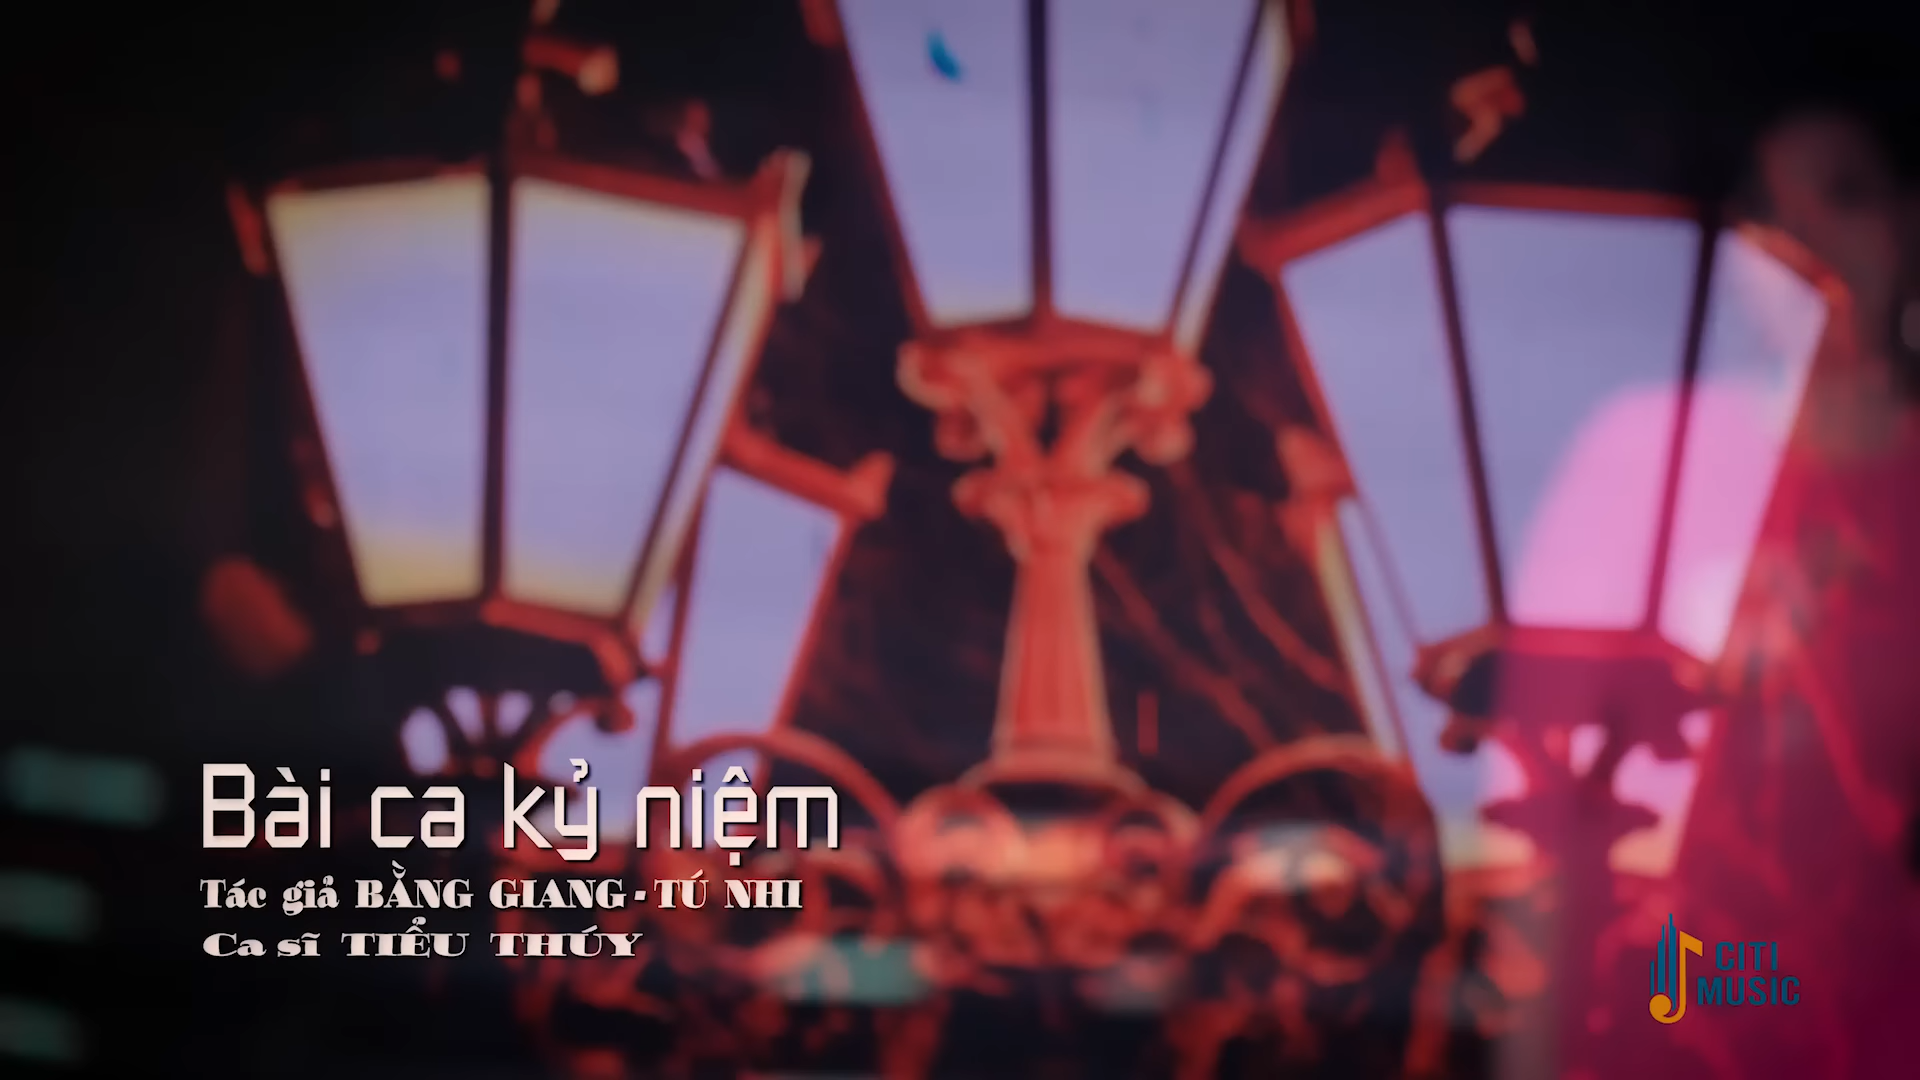 Bài ca kỷ niệm
Tác giả BẰNG GIANG - TÚ NHI
Ca sĩ TIỂU THÚY
CITI
MUSIC